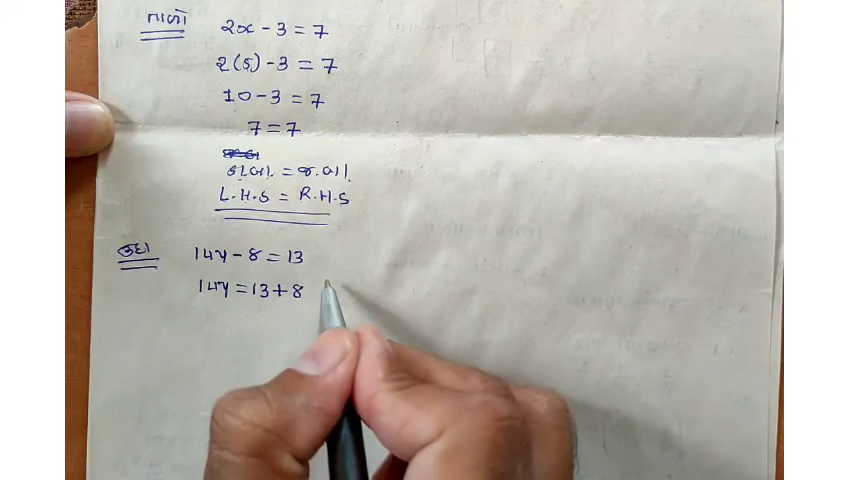 2x - 3 = 7
2(5) - 3 = 7
10 - 3 = 7
7 = 7
ડા.બા. = જ.બા.
L.H.S = R.H.S
14y - 8 = 13
14y = 13 + 8